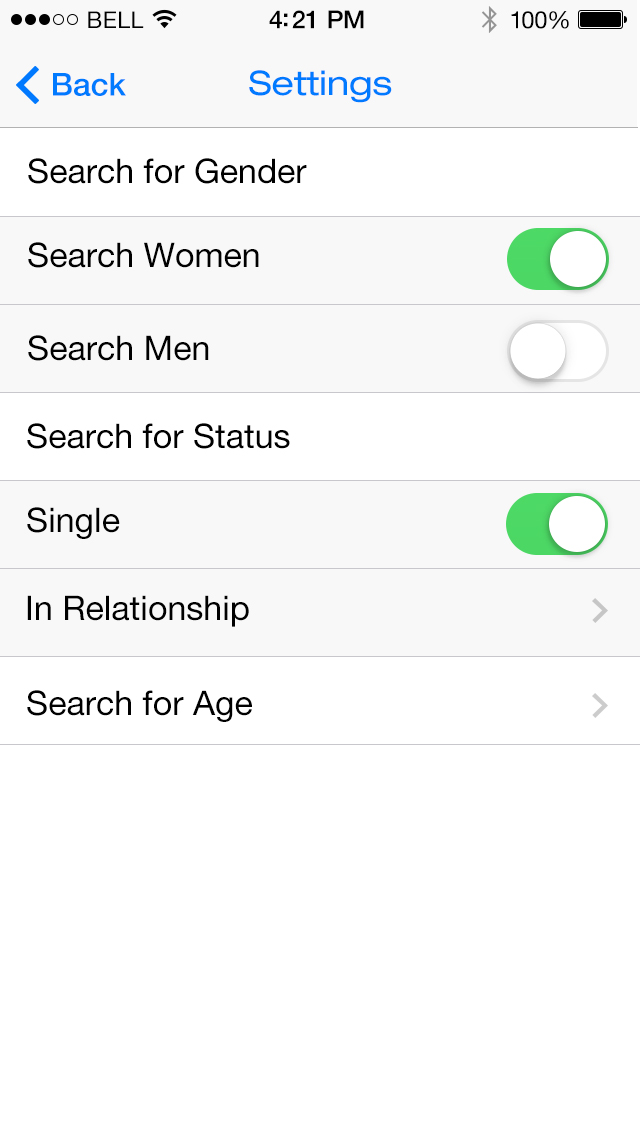 BELL 4:21 PM 100%
Back Settings
Search for Gender
Search Women
Search Men
Search for Status
Single
In Relationship
Search for Age